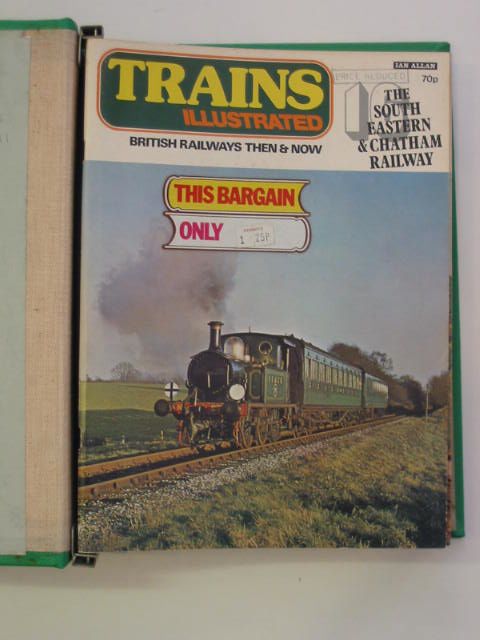 TRAINS
ILLUSTRATED
BRITISH RAILWAYS THEN & NOW
IAN ALLAN
PRICE REDUCED
70p
10
THE
SOUTH
EASTERN
& CHATHAM
RAILWAY
THIS BARGAIN
ONLY
25P